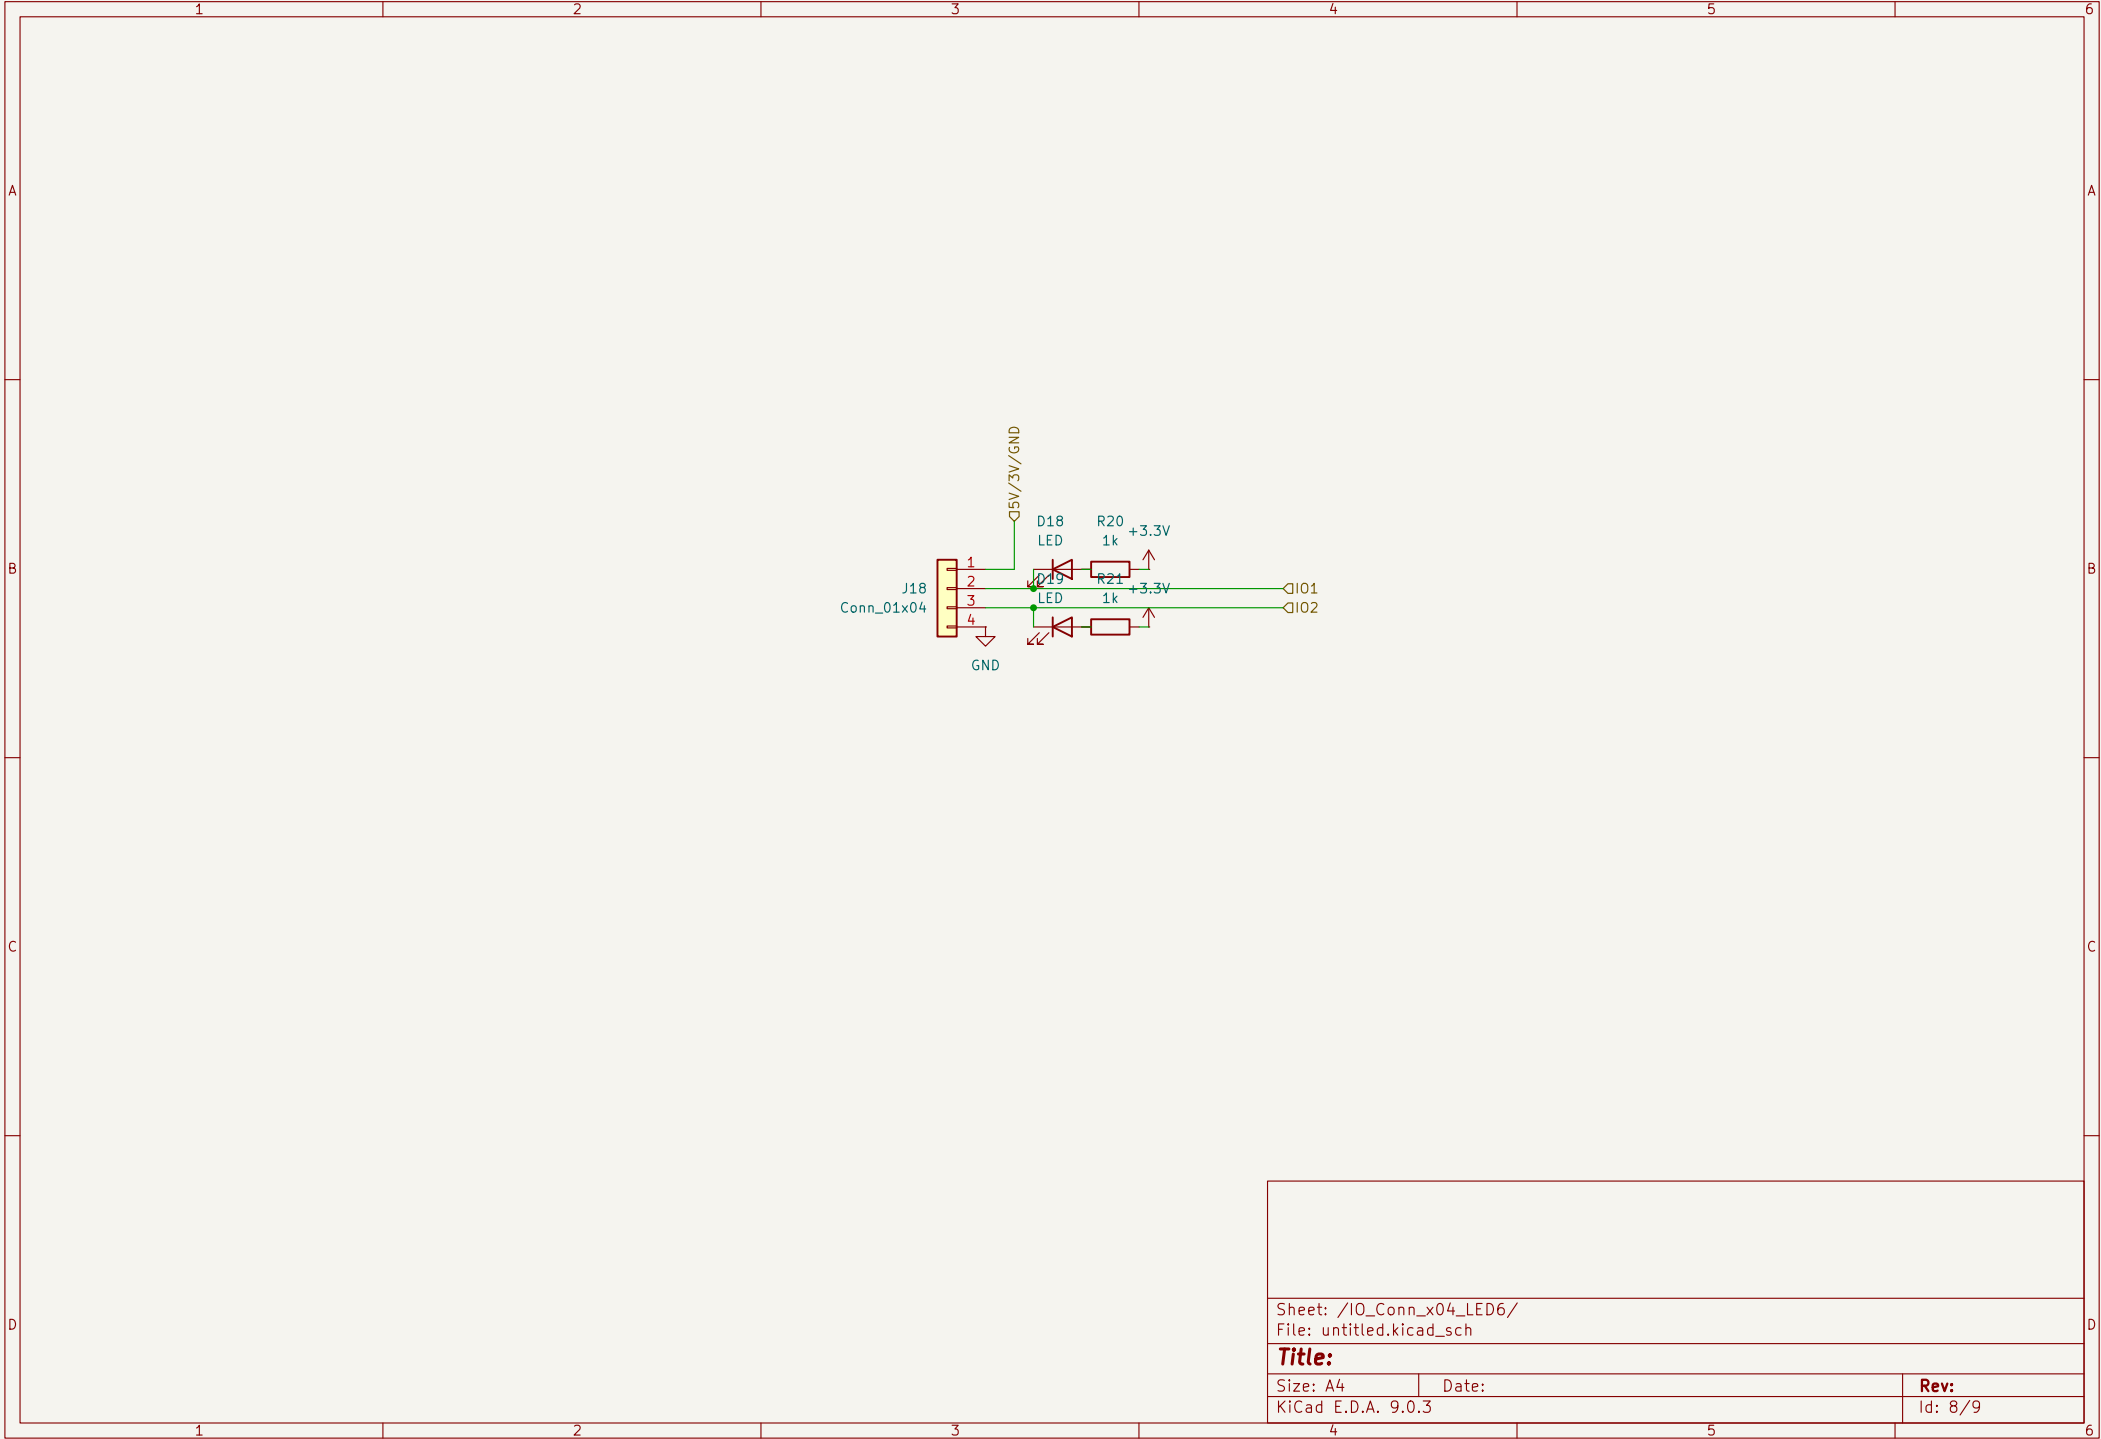 1 2 3 4 5 6
A A
5V/3V/GND
D18 R20
LED 1k +3.3V
B B
1
2
3
4
J18
Conn_01x04
D19 R21
LED 1k +3.3V
IO1
IO2
GND
C C
D D
Sheet: /IO_Conn_x04_LED6/
File: untitled.kicad_sch
Title:
Size: A4 Date: Rev:
KiCad E.D.A. 9.0.3 Id: 8/9
1 2 3 4 5 6